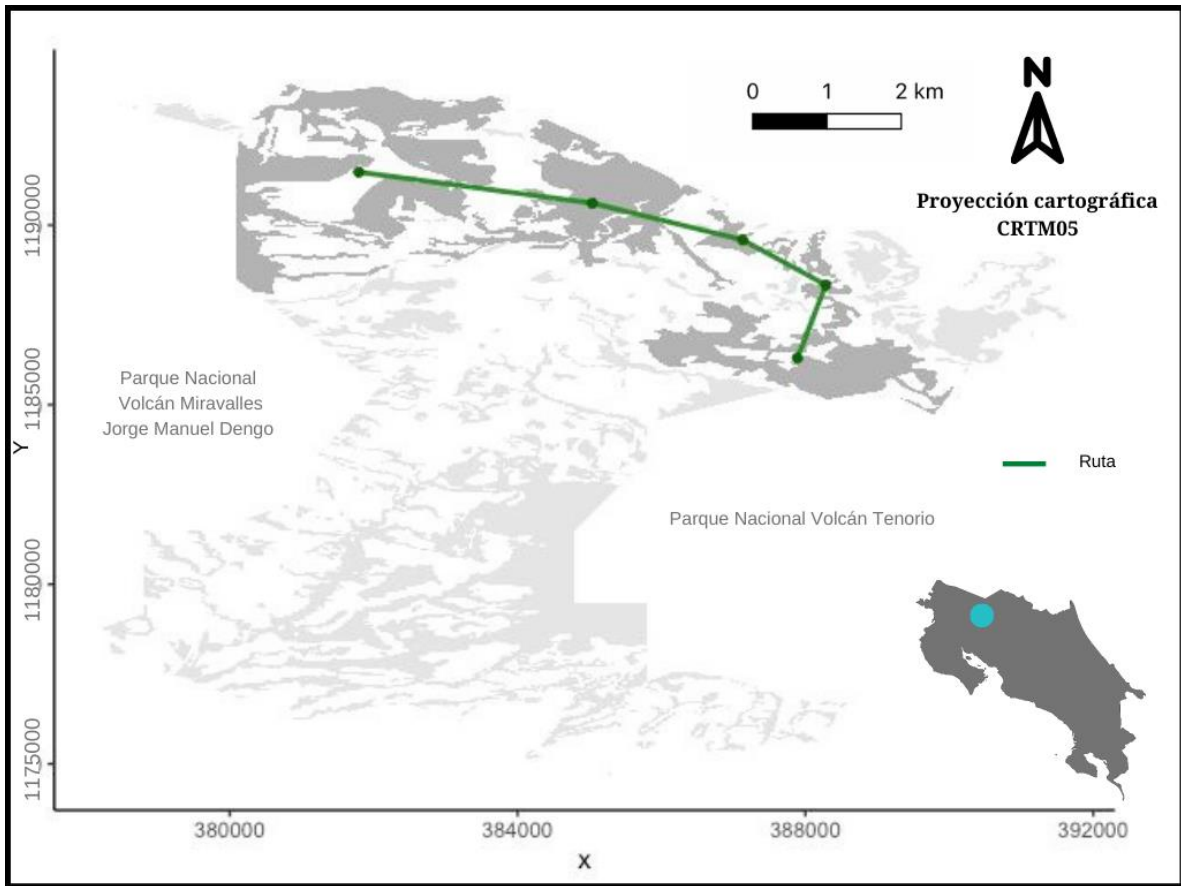 0 1 2 km
N
Proyección cartográfica
CRTM05
1190000
1185000
1180000
1175000
Y
Parque Nacional
Volcán Miravalles
Jorge Manuel Dengo
Ruta
Parque Nacional Volcán Tenorio
380000 384000 388000 392000
X